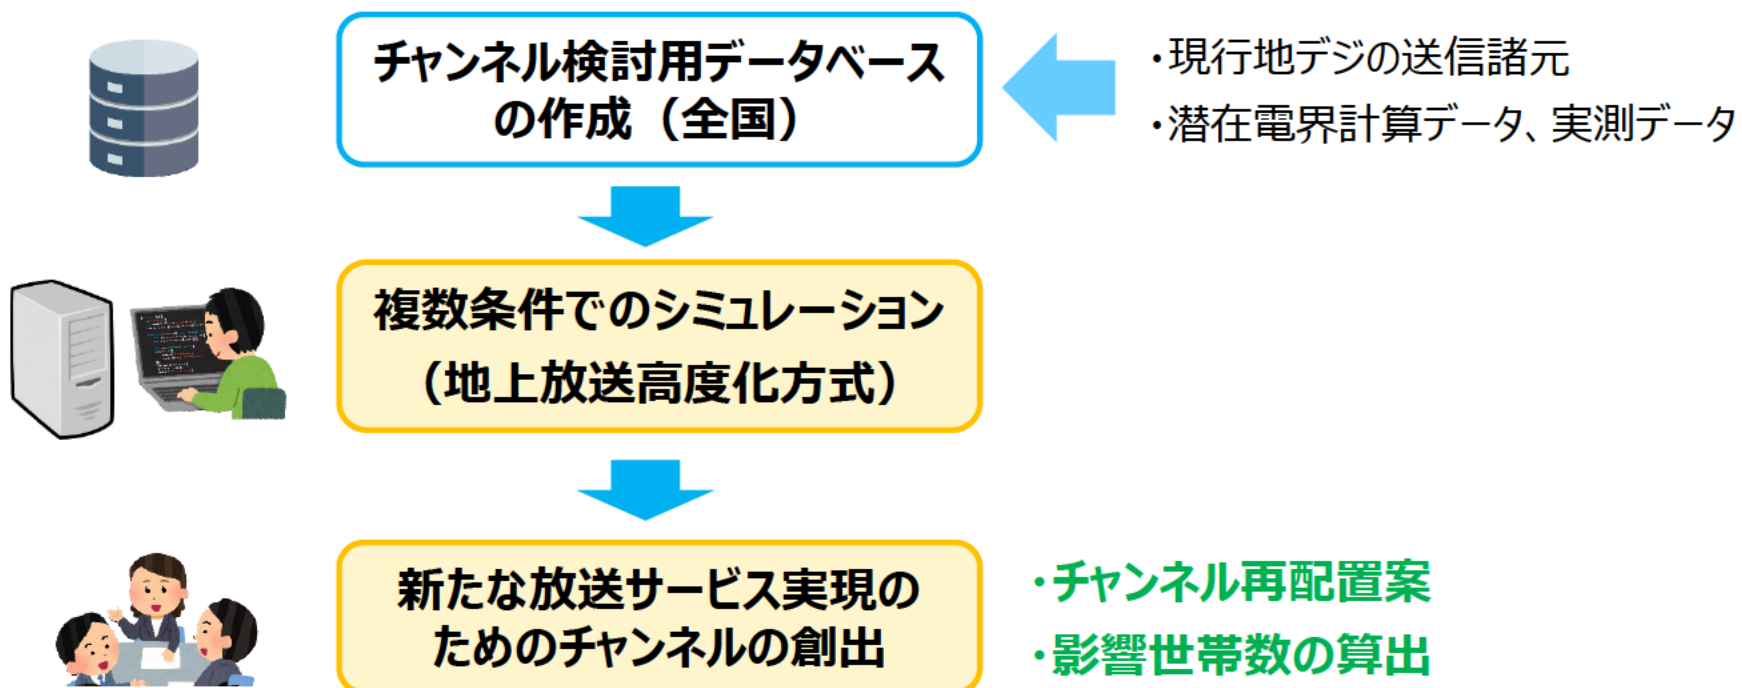 チャンネル検討用データベース
の作成（全国）
・現行地デジの送信諸元
・潜在電界計算データ、実測データ
複数条件でのシミュレーション
（地上放送高度化方式）
新たな放送サービス実現の
ためのチャンネルの創出
・チャンネル再配置案
・影響世帯数の算出